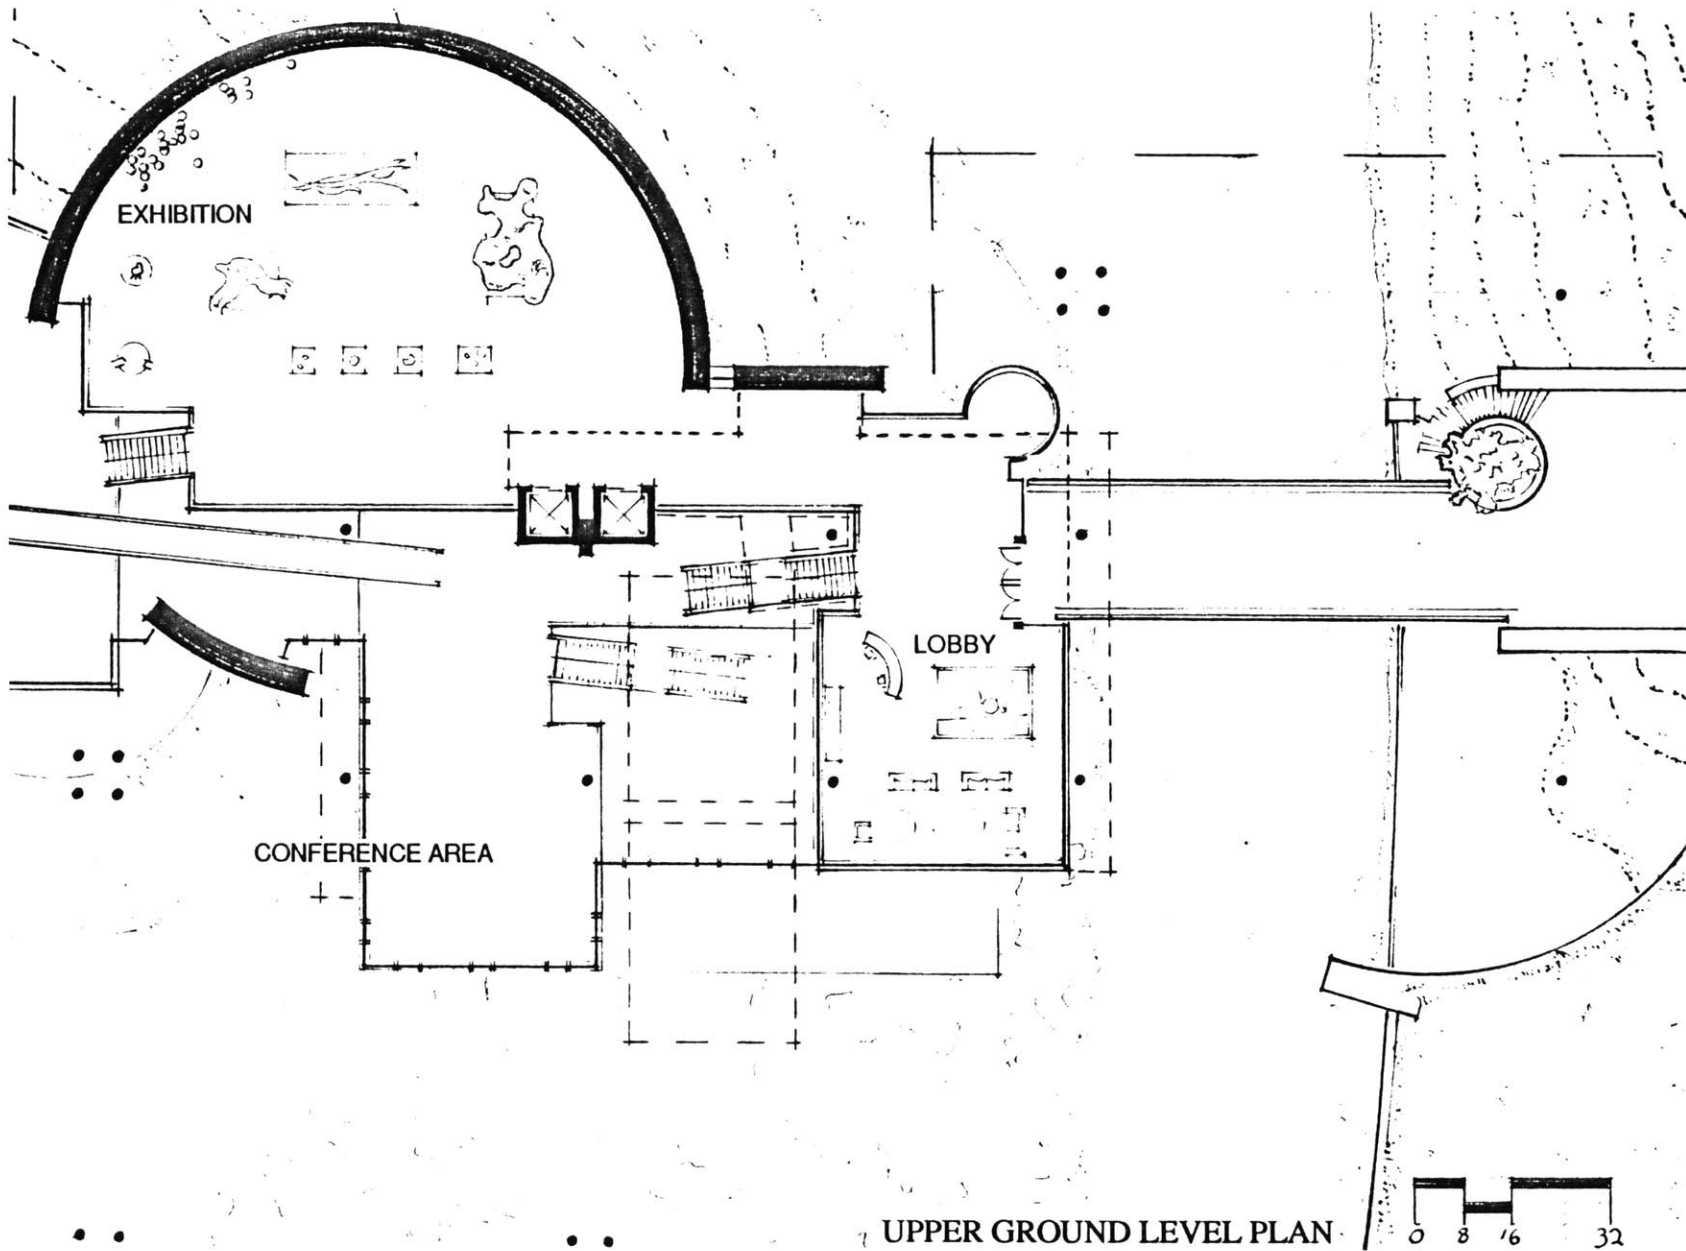 EXHIBITION
LOBBY
CONFERENCE AREA
UPPER GROUND LEVEL PLAN
0 8 16 32